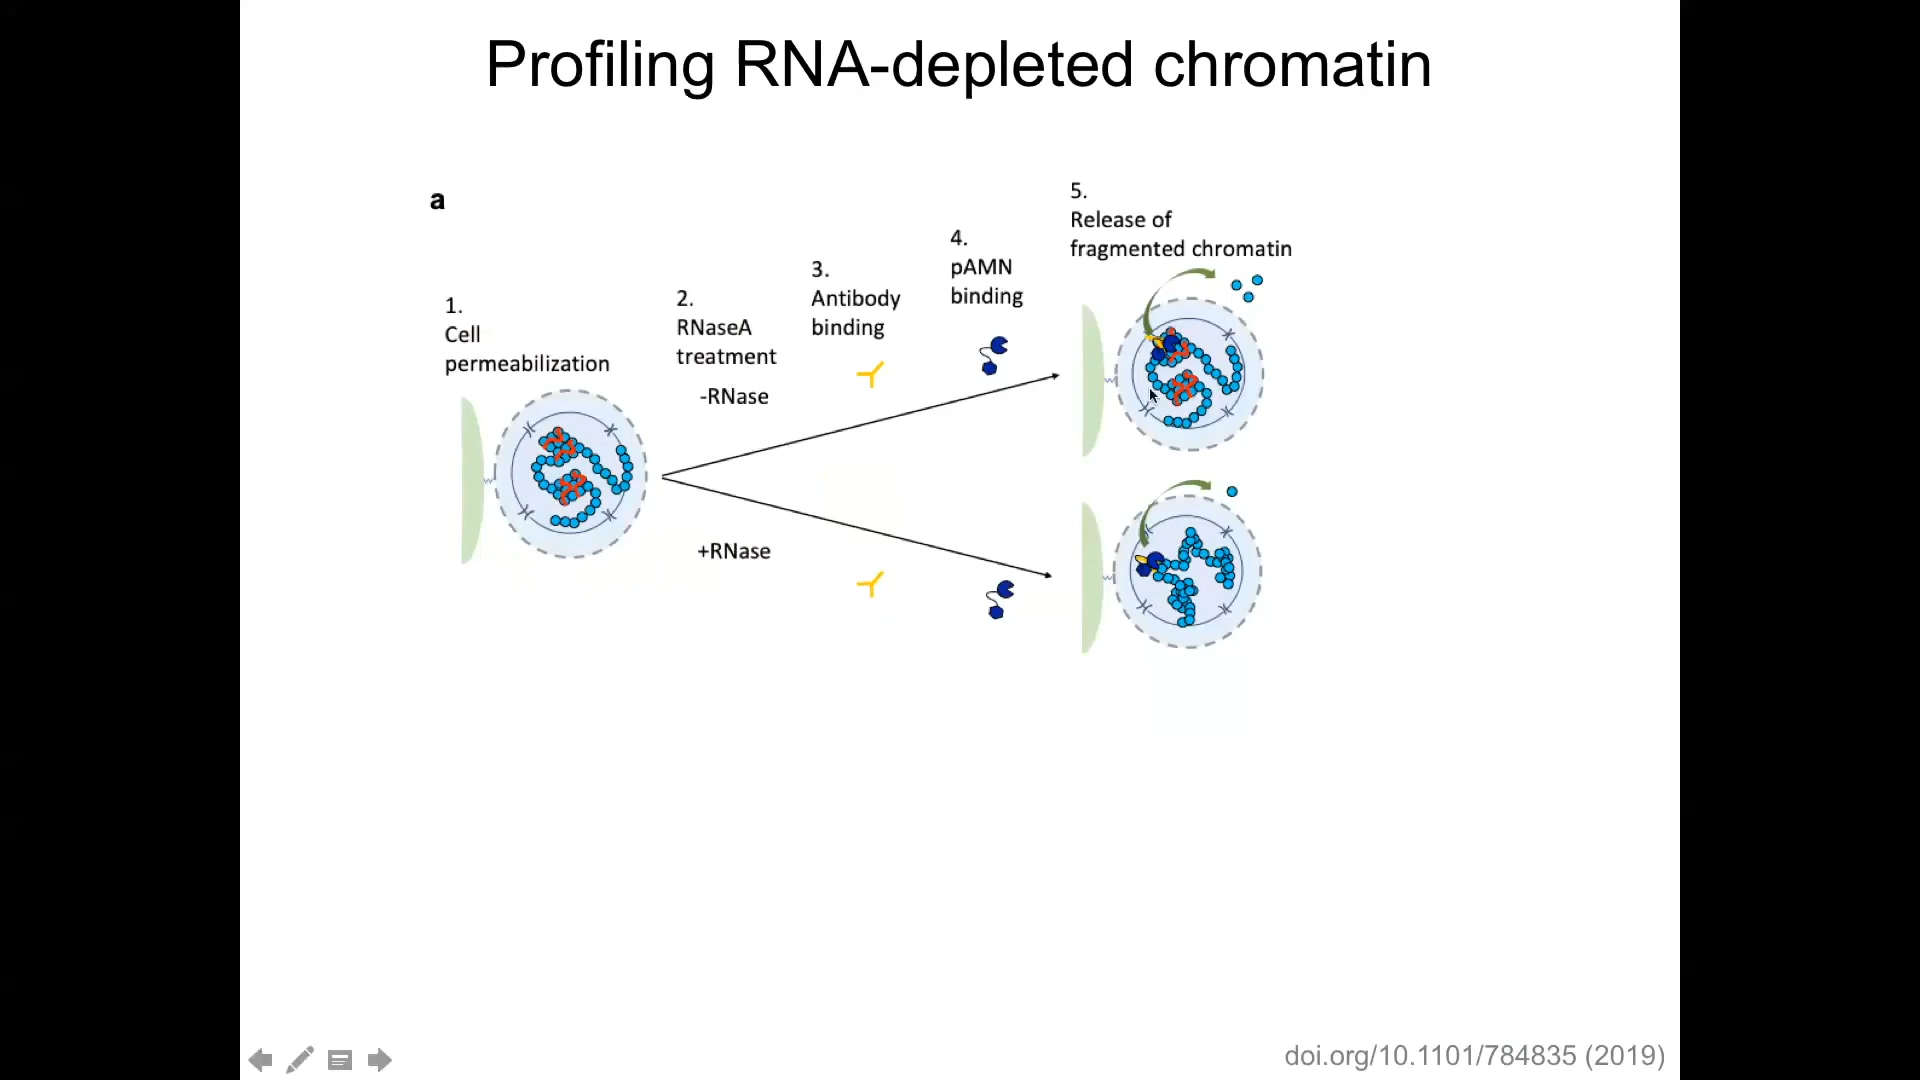 Profiling RNA-depleted chromatin
a
1.
Cell
permeabilization
2.
RNaseA
treatment
-RNase
+RNase
3.
Antibody
binding
4.
pAMN
binding
5.
Release of
fragmented chromatin
doi.org/10.1101/784835 (2019)